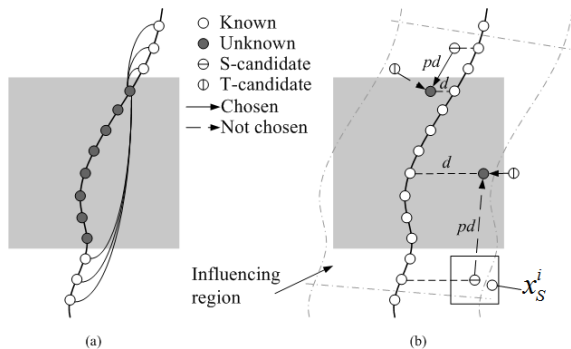 Known
Unknown
S-candidate
T-candidate
Chosen
Not chosen
pd
d
d
pd
Influencing
region
x_S^i
(a)
(b)